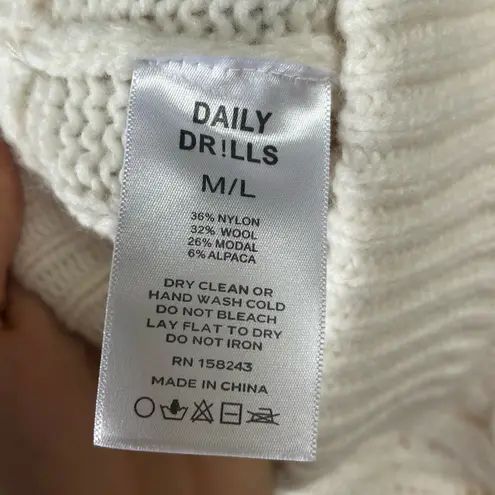 DAILY
DR!LLS
M/L
36% NYLON
32% WOOL
26% MODAL
6% ALPACA
DRY CLEAN OR
HAND WASH COLD
DO NOT BLEACH
LAY FLAT TO DRY
DO NOT IRON
RN 158243
MADE IN CHINA